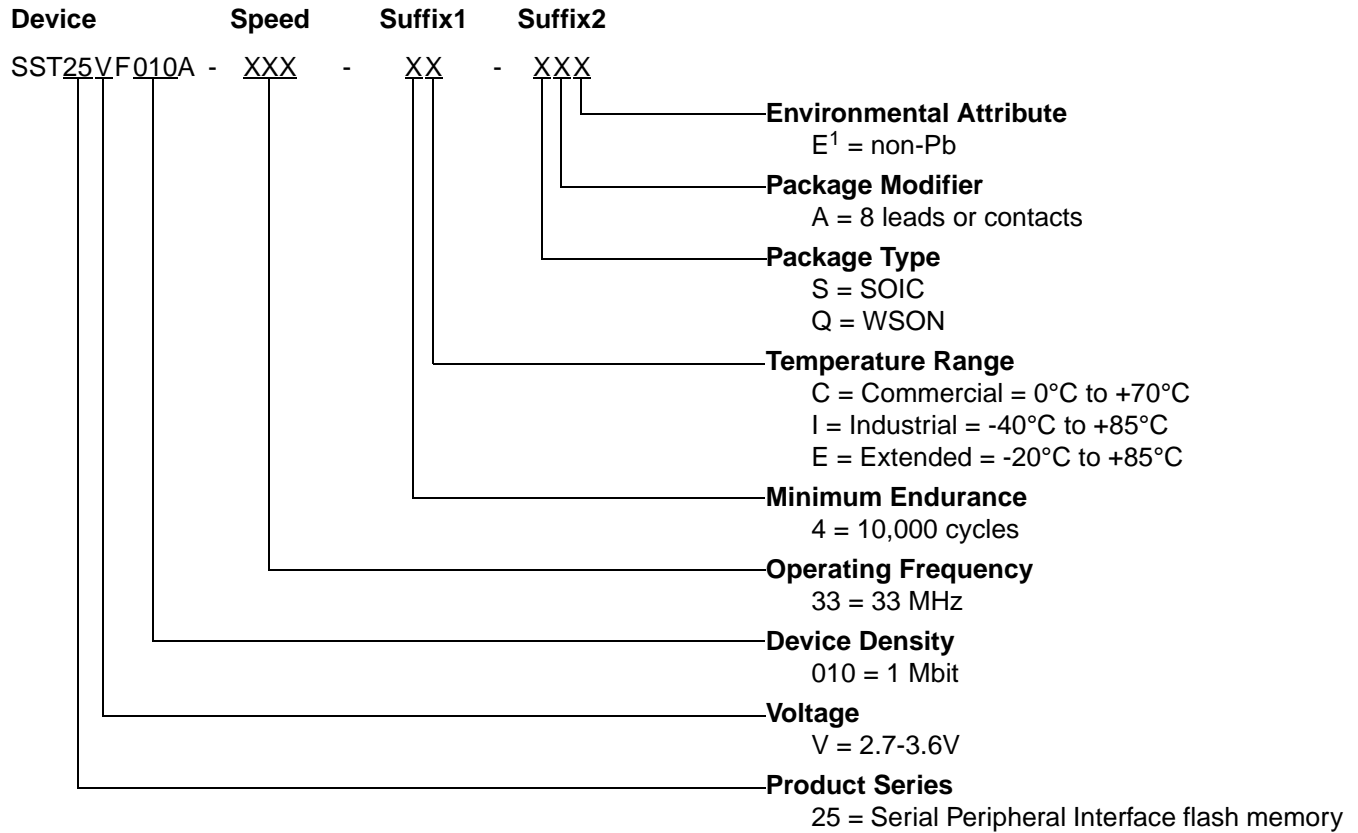 Device Speed Suffix1 Suffix2
SST25VF010A - XXX - XX - XXX
Environmental Attribute
E1 = non-Pb
Package Modifier
A = 8 leads or contacts
Package Type
S = SOIC
Q = WSON
Temperature Range
C = Commercial = 0°C to +70°C
I = Industrial = -40°C to +85°C
E = Extended = -20°C to +85°C
Minimum Endurance
4 = 10,000 cycles
Operating Frequency
33 = 33 MHz
Device Density
010 = 1 Mbit
Voltage
V = 2.7-3.6V
Product Series
25 = Serial Peripheral Interface flash memory